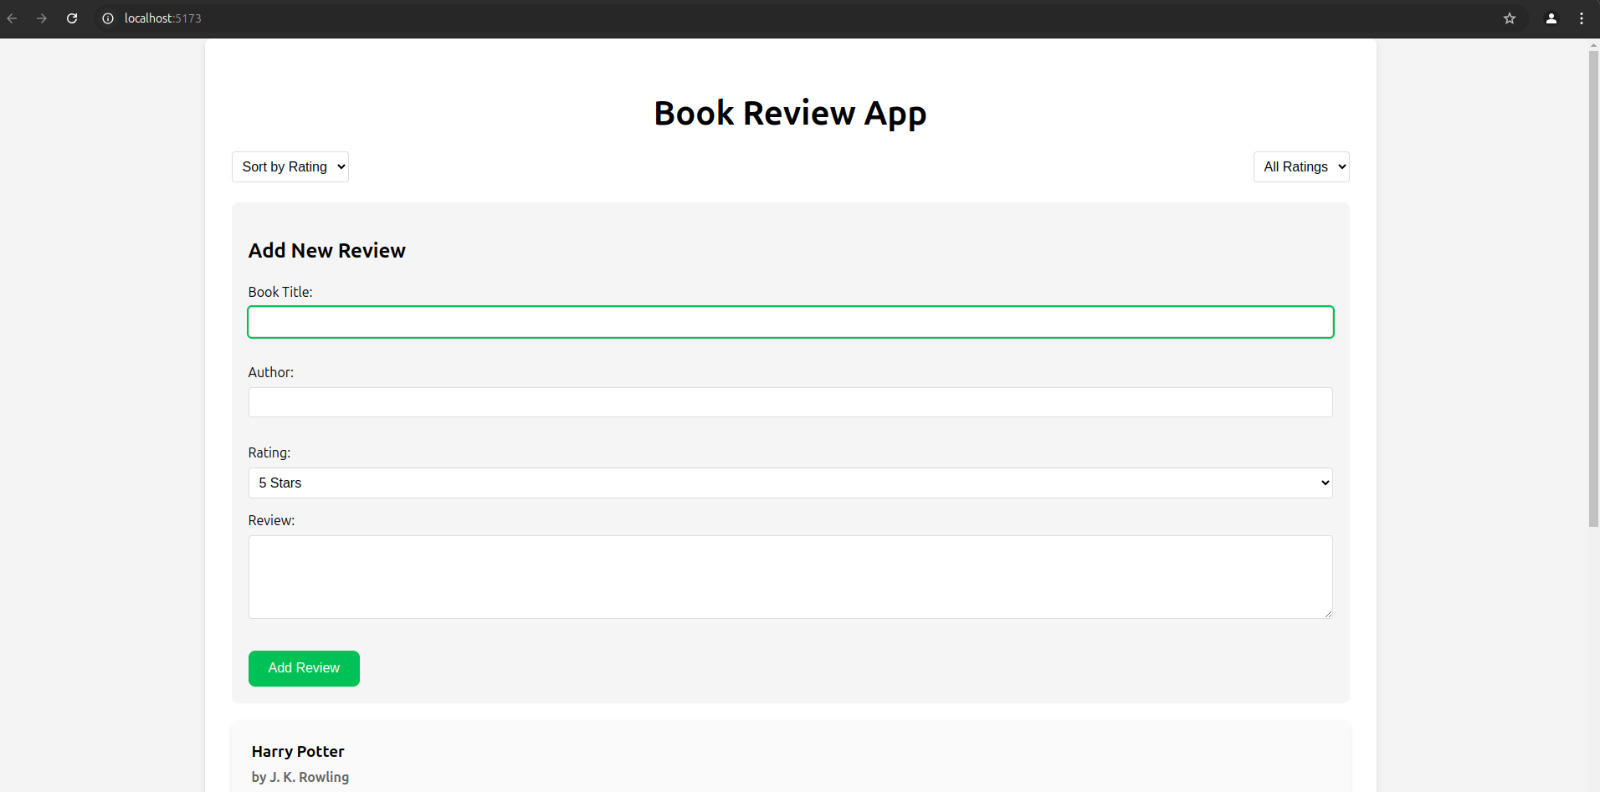 localhost:5173
Book Review App
Sort by Rating
All Ratings
Add New Review
Book Title:
Author:
Rating:
5 Stars
Review:
Add Review
Harry Potter
by J. K. Rowling